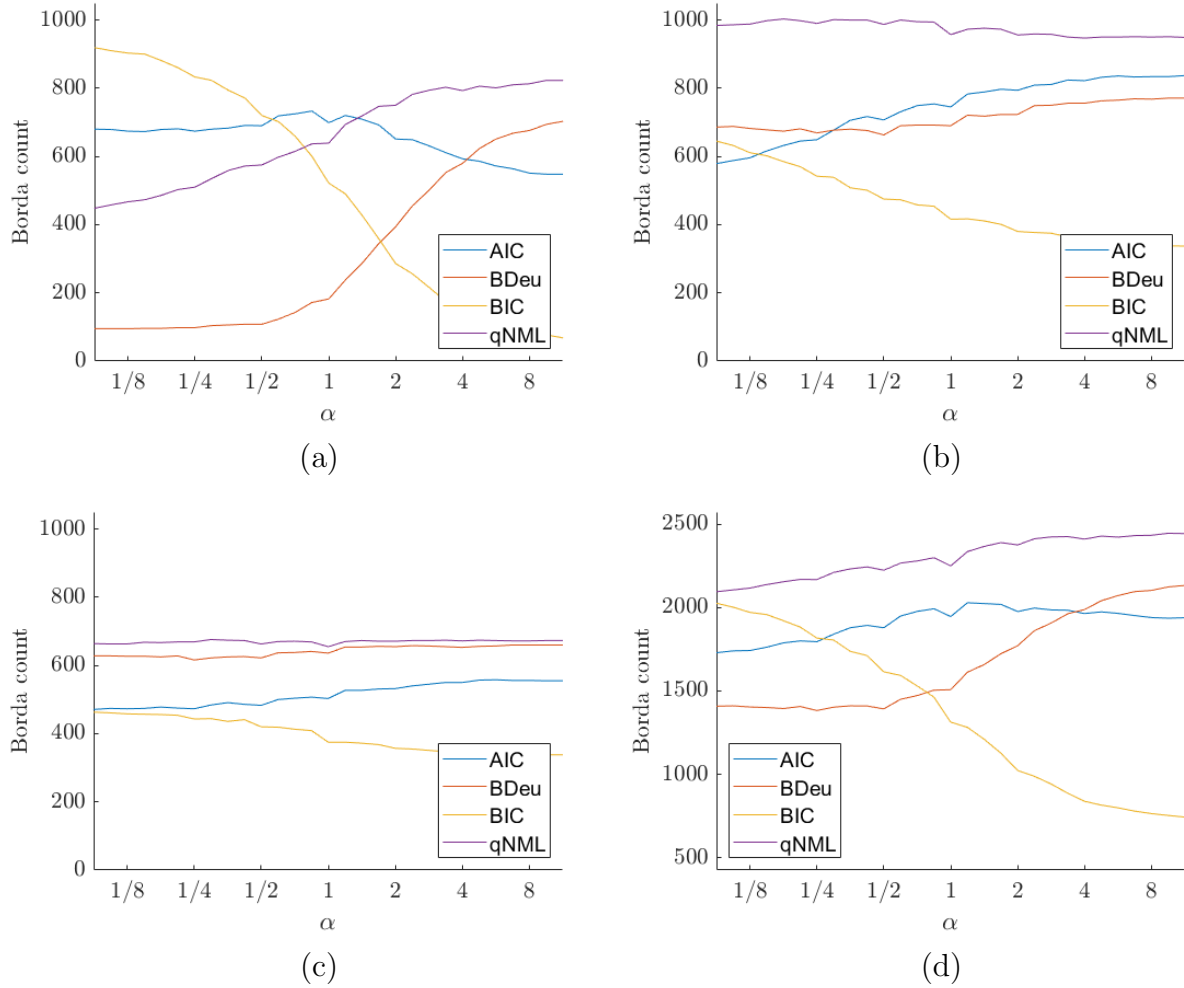 1000
800
600
400
200
0
Borda count
1/8 1/4 1/2 1 2 4 8
α
AIC
BDeu
BIC
qNML
(a)
1000
800
600
400
200
0
Borda count
1/8 1/4 1/2 1 2 4 8
α
AIC
BDeu
BIC
qNML
(b)
1000
800
600
400
200
0
Borda count
1/8 1/4 1/2 1 2 4 8
α
AIC
BDeu
BIC
qNML
(c)
2500
2000
1500
1000
500
Borda count
1/8 1/4 1/2 1 2 4 8
α
AIC
BDeu
BIC
qNML
(d)